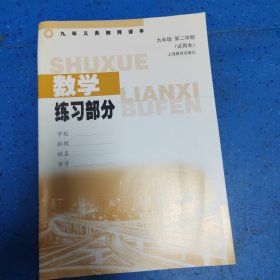 九年义务教育课本
九年级 第二学期
(试用本)
上海教育出版社
SHUXUE
数学
LIANXI
练习部分
BUFEN
学校
班级
姓名
学号